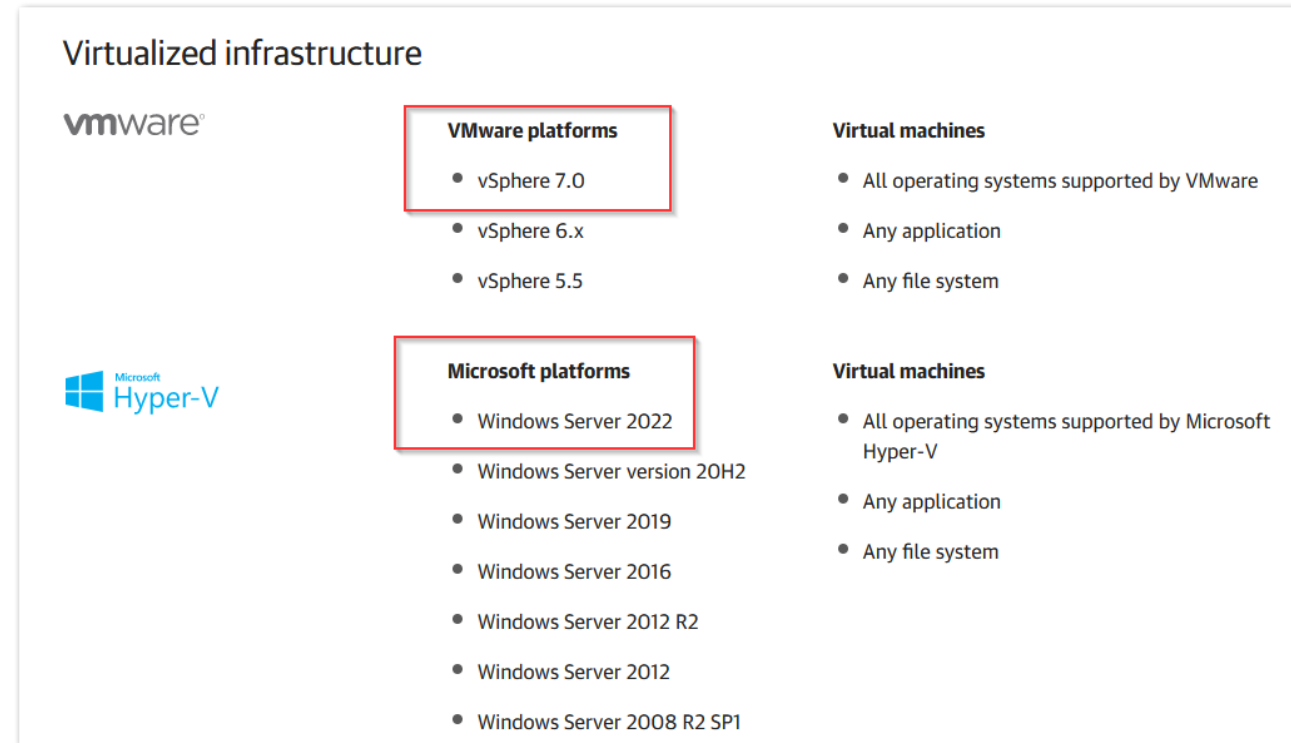 Virtualized infrastructure
vmware®
VMware platforms
• vSphere 7.0
• vSphere 6.x
• vSphere 5.5
Virtual machines
• All operating systems supported by VMware
• Any application
• Any file system
Microsoft
Hyper-V
Microsoft platforms
• Windows Server 2022
• Windows Server version 20H2
• Windows Server 2019
• Windows Server 2016
• Windows Server 2012 R2
• Windows Server 2012
• Windows Server 2008 R2 SP1
Virtual machines
• All operating systems supported by Microsoft
Hyper-V
• Any application
• Any file system